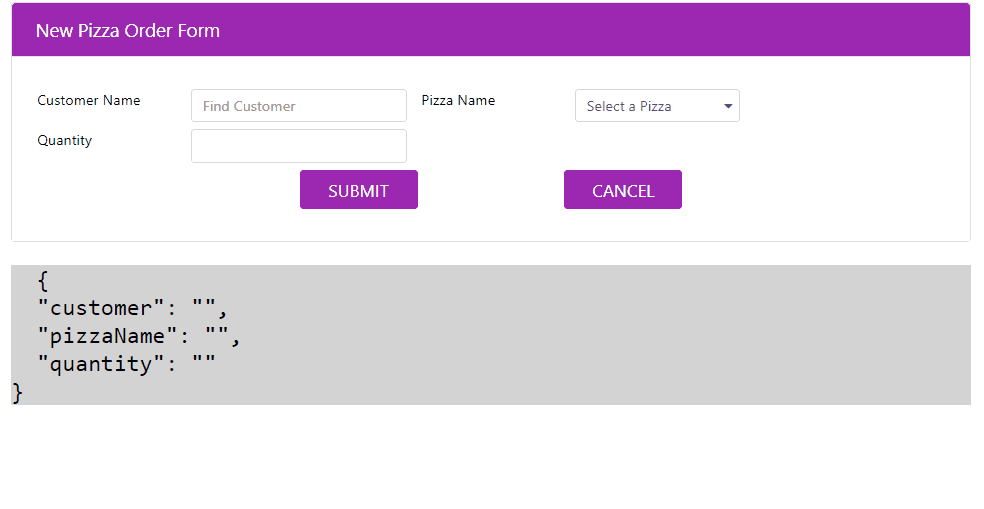 New Pizza Order Form
Customer Name Find Customer Pizza Name Select a Pizza
Quantity
SUBMIT CANCEL
{
"customer": "",
"pizzaName": "",
"quantity": ""
}